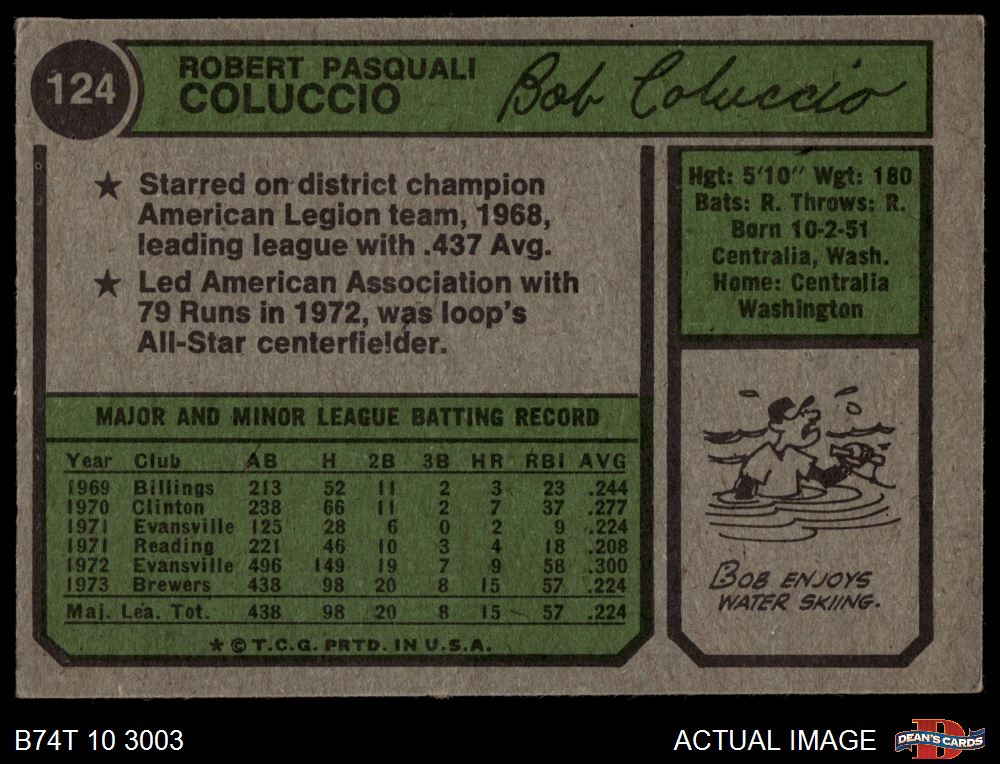 124
ROBERT PASQUALI
COLUCCIO
Bob Coluccio
★ Starred on district champion
American Legion team, 1968,
leading league with .437 Avg.
★ Led American Association with
79 Runs in 1972, was loop's
All-Star centerfielder.
Hgt: 5'10" Wgt: 180
Bats: R. Throws: R.
Born 10-2-51
Centralia, Wash.
Home: Centralia
Washington
MAJOR AND MINOR LEAGUE BATTING RECORD
Year Club AB H 2B 3B HR RBI AVG
1969 Billings 213 52 11 2 3 23 .244
1970 Clinton 238 66 11 2 7 37 .277
1971 Evansville 125 28 6 0 2 9 .224
1971 Reading 221 46 10 3 4 18 .208
1972 Evansville 496 149 19 7 9 58 .300
1973 Brewers 438 98 20 8 15 57 .224
Maj. Lea. Tot. 438 98 20 8 15 57 .224
★ © T.C.G. PRTD. IN U.S.A.
BOB ENJOYS
WATER SKIING.
B74T 10 3003
ACTUAL IMAGE
DEAN'S CARDS